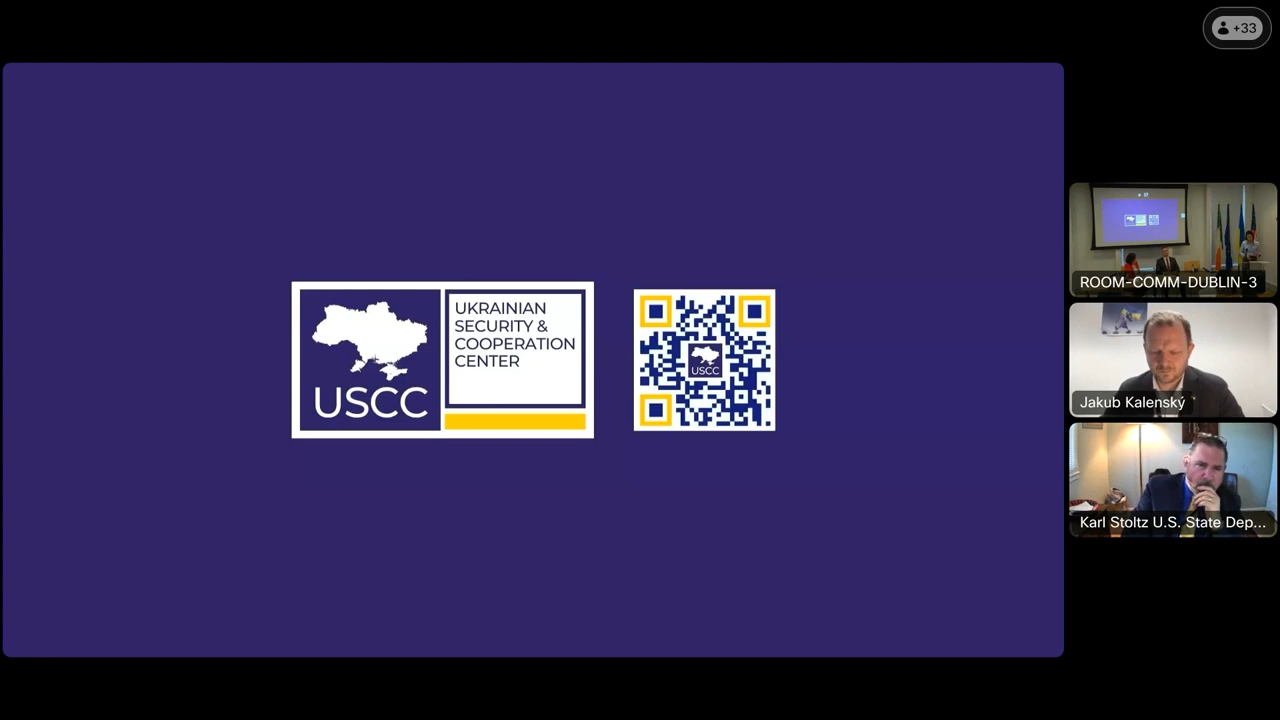 +33
USCC
UKRAINIAN
SECURITY &
COOPERATION
CENTER
USCC
ROOM-COMM-DUBLIN-3
Jakub Kalenský
Karl Stoltz U.S. State Dep...